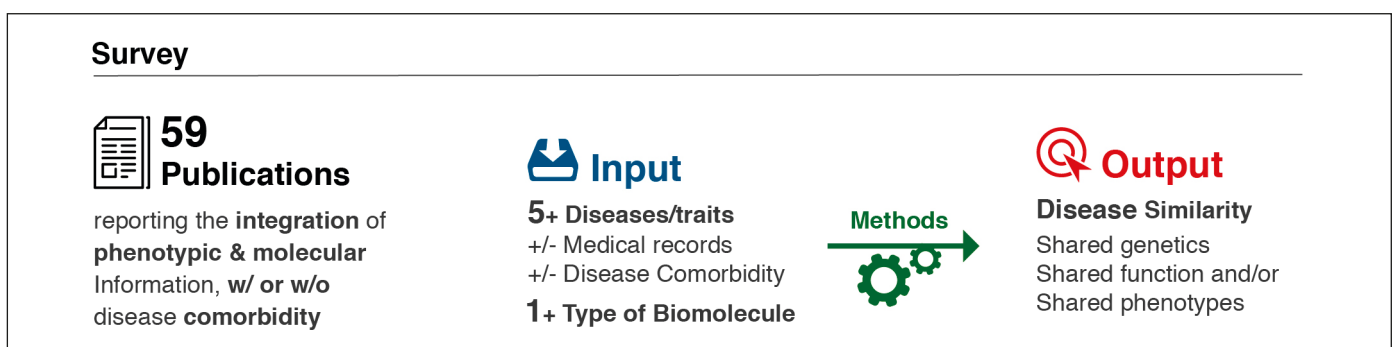 Survey
59
Publications
reporting the integration of
phenotypic & molecular
Information, w/ or w/o
disease comorbidity
Input
5+ Diseases/traits
+/- Medical records
+/- Disease Comorbidity
1+ Type of Biomolecule
Methods
Output
Disease Similarity
Shared genetics
Shared function and/or
Shared phenotypes